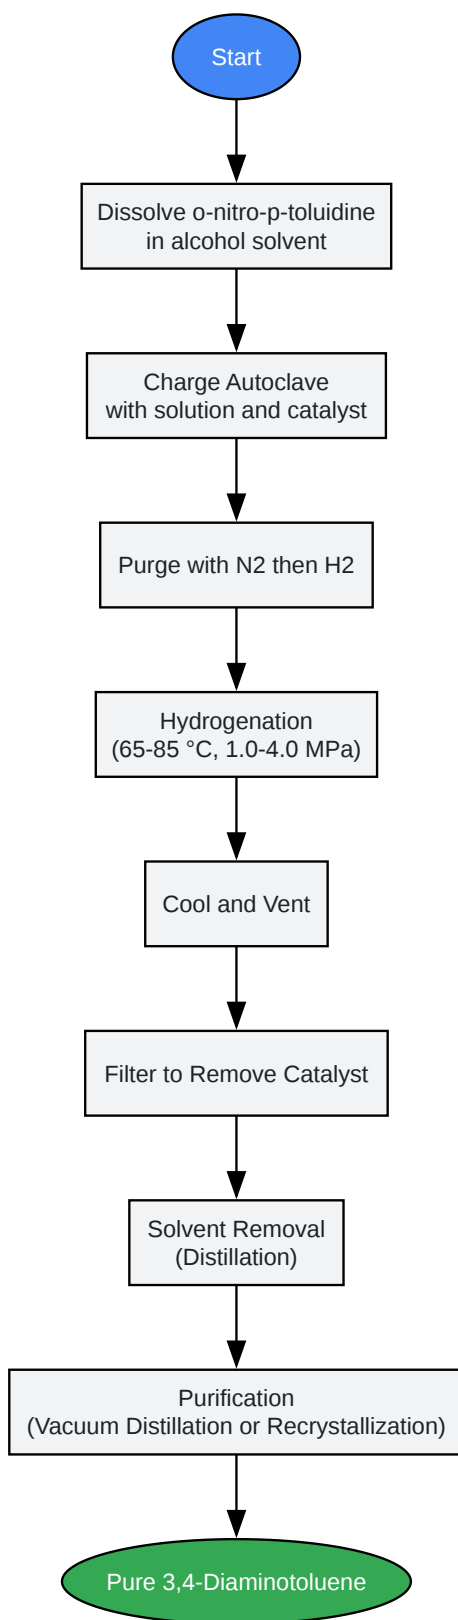 Start
Dissolve o-nitro-p-toluidine
in alcohol solvent
Charge Autoclave
with solution and catalyst
Purge with N2 then H2
Hydrogenation
(65-85 °C, 1.0-4.0 MPa)
Cool and Vent
Filter to Remove Catalyst
Solvent Removal
(Distillation)
Purification
(Vacuum Distillation or Recrystallization)
Pure 3,4-Diaminotoluene